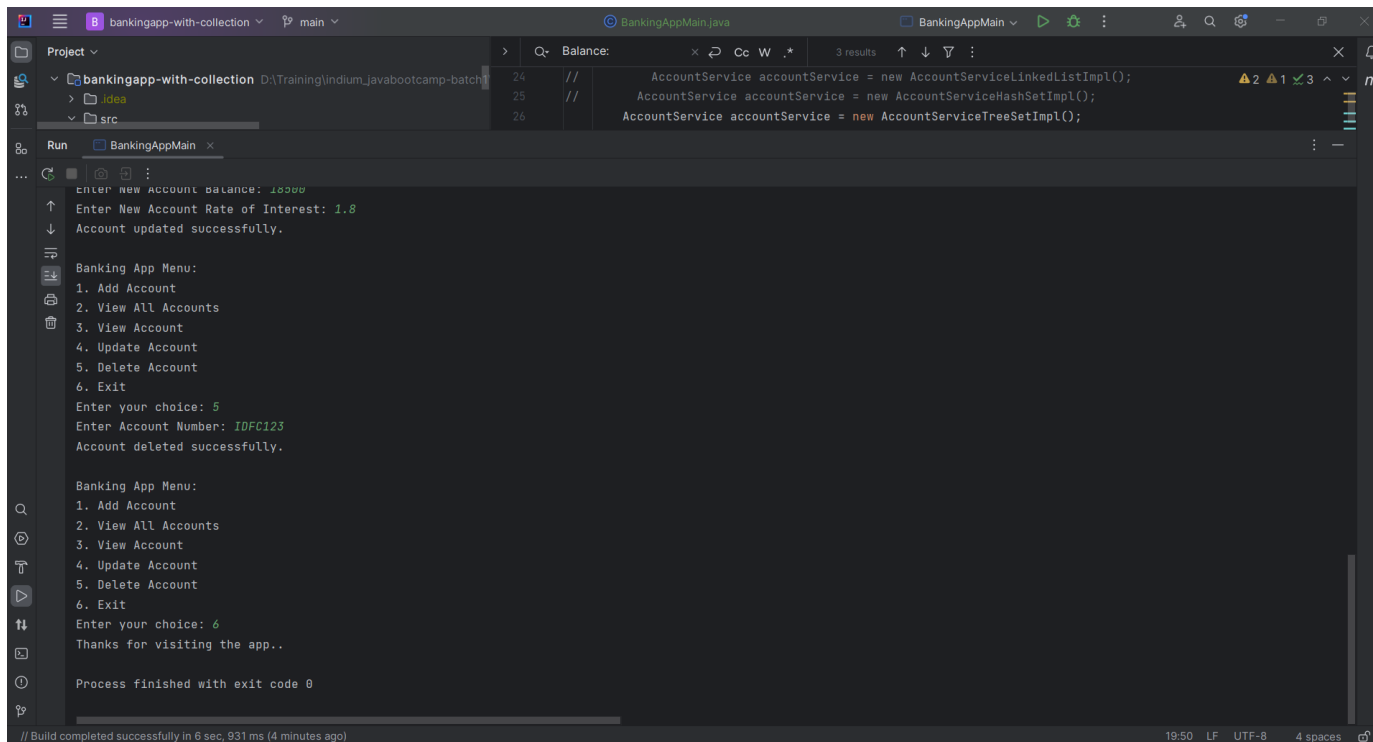 B bankingapp-with-collection main BankingAppMain.java BankingAppMain
Project
Balance: Cc W .* 3 results
bankingapp-with-collection D:\Training\indium_javabootcamp-batch1
.idea
src
24 // AccountService accountService = new AccountServiceLinkedListImpl();
25 // AccountService accountService = new AccountServiceHashSetImpl();
26 AccountService accountService = new AccountServiceTreeSetImpl();
2 1 3
Run BankingAppMain
Enter New Account Balance: 18500
Enter New Account Rate of Interest: 1.8
Account updated successfully.
Banking App Menu:
1. Add Account
2. View All Accounts
3. View Account
4. Update Account
5. Delete Account
6. Exit
Enter your choice: 5
Enter Account Number: IDFC123
Account deleted successfully.
Banking App Menu:
1. Add Account
2. View All Accounts
3. View Account
4. Update Account
5. Delete Account
6. Exit
Enter your choice: 6
Thanks for visiting the app..
Process finished with exit code 0
// Build completed successfully in 6 sec, 931 ms (4 minutes ago) 19:50 LF UTF-8 4 spaces